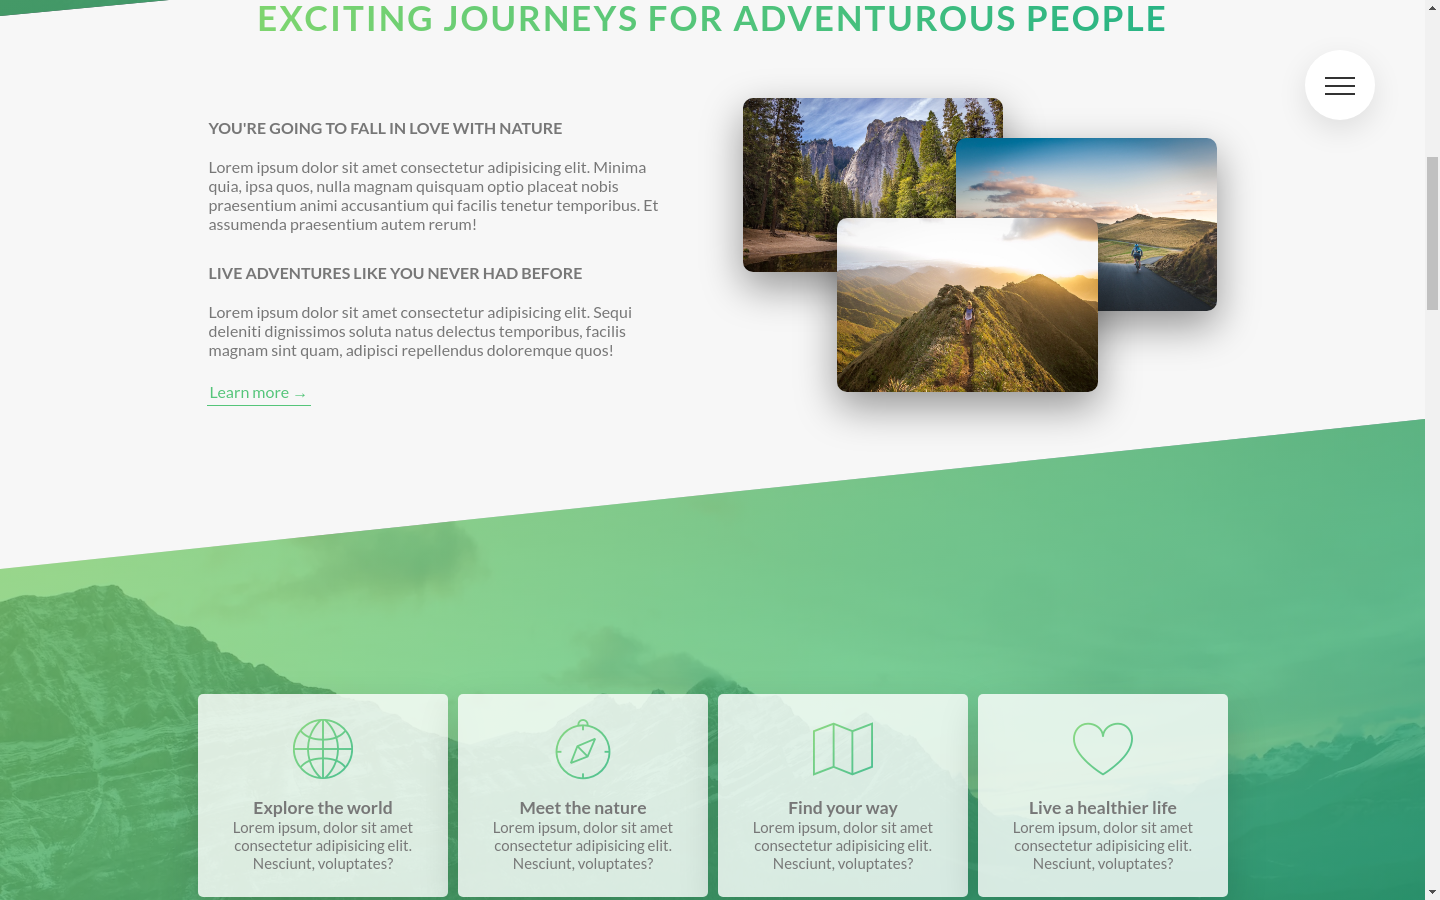 EXCITING JOURNEYS FOR ADVENTUROUS PEOPLE
YOU'RE GOING TO FALL IN LOVE WITH NATURE
Lorem ipsum dolor sit amet consectetur adipisicing elit. Minima
quia, ipsa quos, nulla magnam quisquam optio placeat nobis
praesentium animi accusantium qui facilis tenetur temporibus. Et
assumenda praesentium autem rerum!
LIVE ADVENTURES LIKE YOU NEVER HAD BEFORE
Lorem ipsum dolor sit amet consectetur adipisicing elit. Sequi
deleniti dignissimos soluta natus delectus temporibus, facilis
magnam sint quam, adipisci repellendus doloremque quos!
Learn more →
Explore the world
Lorem ipsum, dolor sit amet
consectetur adipisicing elit.
Nesciunt, voluptates?
Meet the nature
Lorem ipsum, dolor sit amet
consectetur adipisicing elit.
Nesciunt, voluptates?
Find your way
Lorem ipsum, dolor sit amet
consectetur adipisicing elit.
Nesciunt, voluptates?
Live a healthier life
Lorem ipsum, dolor sit amet
consectetur adipisicing elit.
Nesciunt, voluptates?